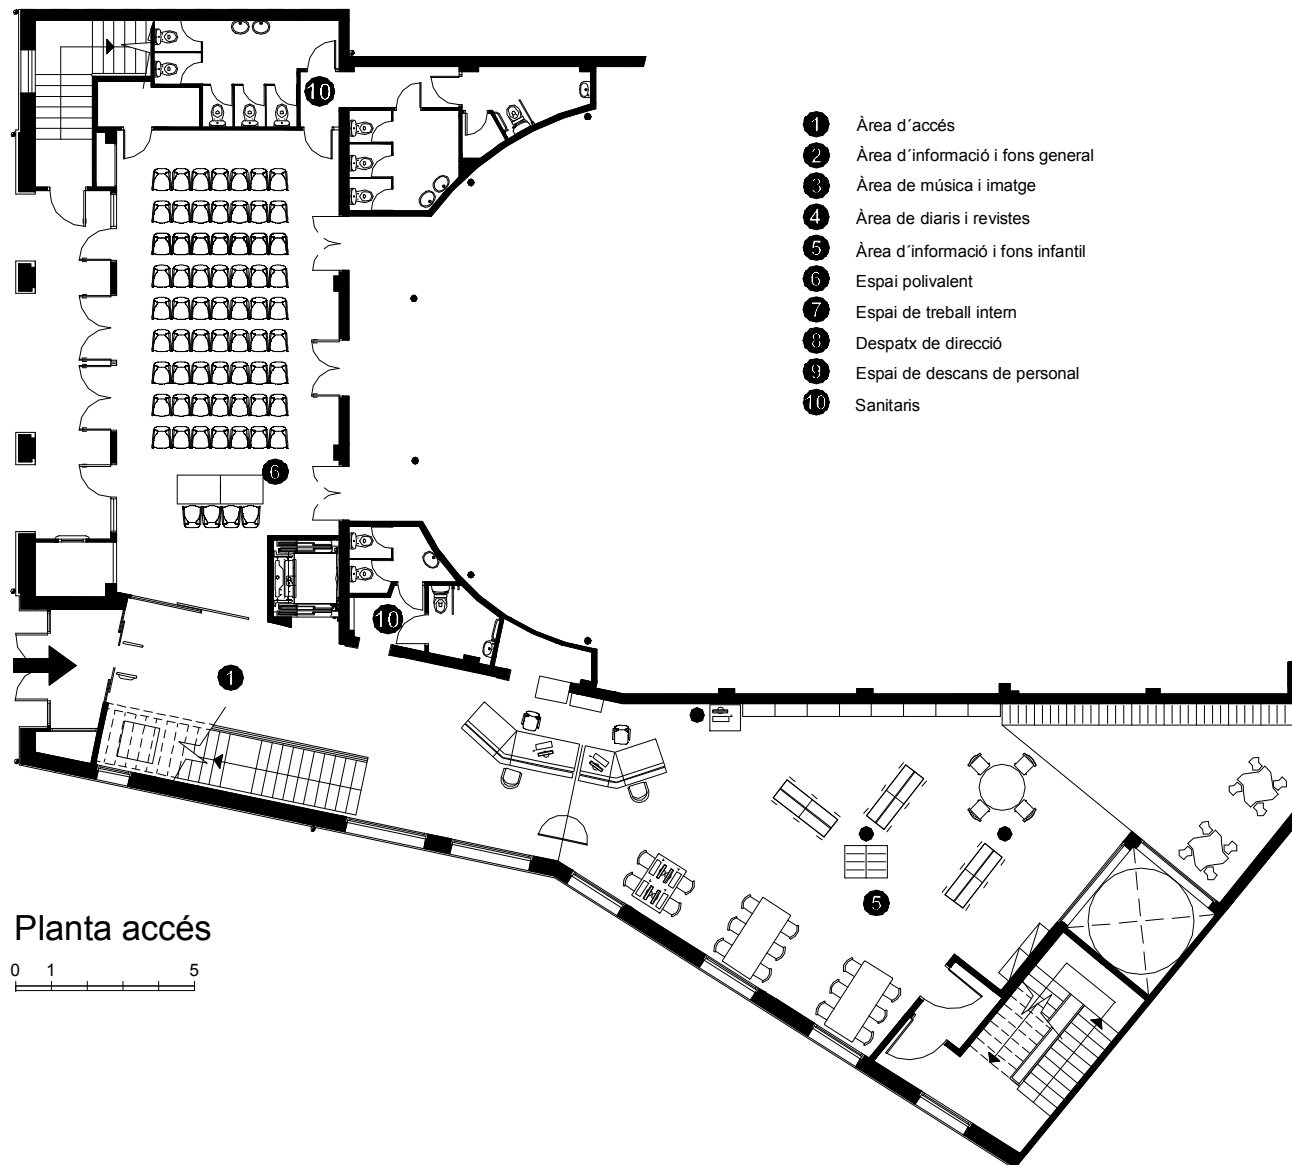 10
1 Àrea d´accés
2 Àrea d´informació i fons general
3 Àrea de música i imatge
4 Àrea de diaris i revistes
5 Àrea d´informació i fons infantil
6 Espai polivalent
7 Espai de treball intern
8 Despatx de direcció
9 Espai de descans de personal
10 Sanitaris
6
10
1
5
Planta accés
0 1 5